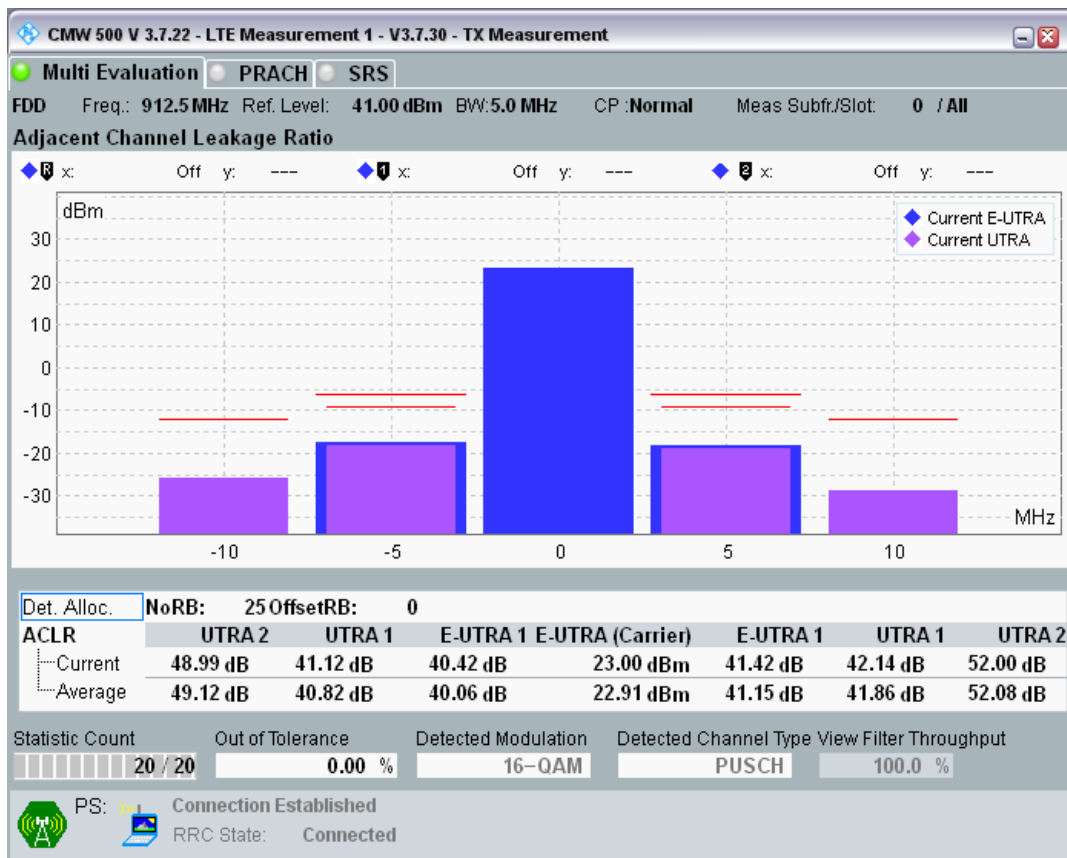 CMW 500 V 3.7.22 - LTE Measurement 1 - V3.7.30 - TX Measurement
Multi Evaluation PRACH SRS
FDD Freq.: 912.5 MHz Ref. Level: 41.00 dBm BW:5.0 MHz CP :Normal Meas Subfr./Slot: 0 / All
Adjacent Channel Leakage Ratio
R x: Off y: --- 1 x: Off y: --- 2 x: Off y: ---
dBm
Current E-UTRA
Current UTRA
30
20
10
0
-10
-20
-30
MHz
-10 -5 0 5 10
Det. Alloc. NoRB: 25 OffsetRB: 0
ACLR UTRA 2 UTRA 1 E-UTRA 1 E-UTRA (Carrier) E-UTRA 1 UTRA 1 UTRA 2
Current 48.99 dB 41.12 dB 40.42 dB 23.00 dBm 41.42 dB 42.14 dB 52.00 dB
Average 49.12 dB 40.82 dB 40.06 dB 22.91 dBm 41.15 dB 41.86 dB 52.08 dB
Statistic Count Out of Tolerance Detected Modulation Detected Channel Type View Filter Throughput
20 / 20 0.00 % 16-QAM PUSCH 100.0 %
PS: Connection Established
RRC State: Connected